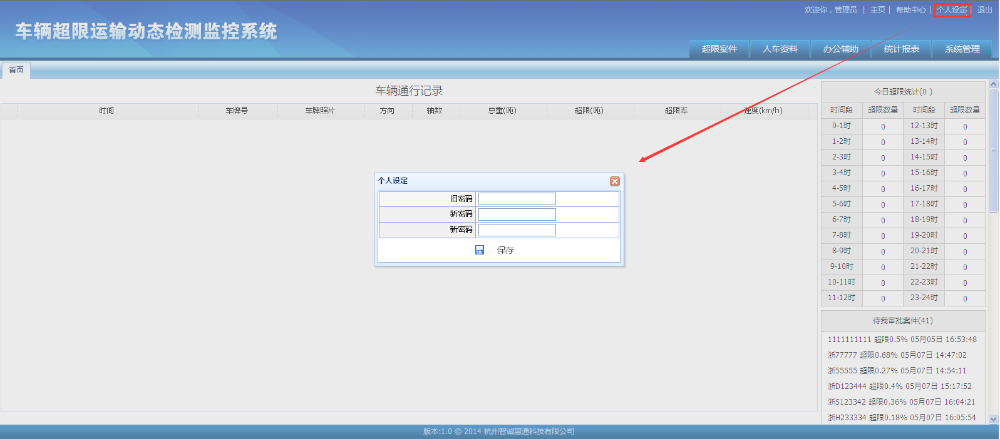 欢迎你，管理员 | 主页 | 帮助中心 | 个人设定 | 退出
车辆超限运输动态检测监控系统
超限案件 人车资料 办公辅助 统计报表 系统管理
首页
车辆通行记录
时间 车牌号 车牌照片 方向 轴数 总重(吨) 超限(吨) 超限率 速度(km/h)
个人设定
旧密码
新密码
新密码
保存
今日超限统计(0 )
时间段 超限数量 时间段 超限数量
0-1时 0 12-13时 0
1-2时 0 13-14时 0
2-3时 0 14-15时 0
3-4时 0 15-16时 0
4-5时 0 16-17时 0
5-6时 0 17-18时 0
6-7时 0 18-19时 0
7-8时 0 19-20时 0
8-9时 0 20-21时 0
9-10时 0 21-22时 0
10-11时 0 22-23时 0
11-12时 0 23-24时 0
待我审批案件(41)
1111111111 超限0.5% 05月05日 16:53:48
浙77777 超限0.68% 05月07日 14:47:02
浙55555 超限0.27% 05月07日 14:54:11
浙D123444 超限0.4% 05月07日 15:17:52
浙S123342 超限0.36% 05月07日 16:04:21
浙H233334 超限0.18% 05月07日 16:05:54
版本:1.0 © 2014 杭州智诚惠通科技有限公司